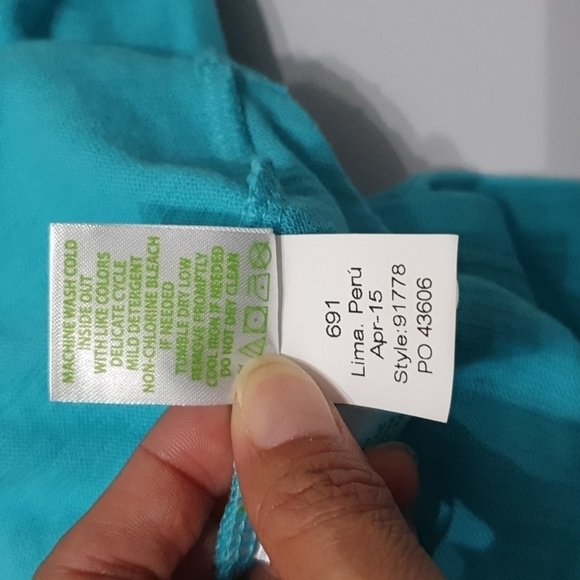 MACHINE WASH COLD
INSIDE OUT
WITH LIKE COLORS
DELICATE CYCLE
MILD DETERGENT
NON-CHLORINE BLEACH
IF NEEDED
TUMBLE DRY LOW
REMOVE PROMPTLY
COOL IRON IF NEEDED
DO NOT DRY CLEAN
691
Lima. Perú
Apr-15
Style:91778
PO 43606